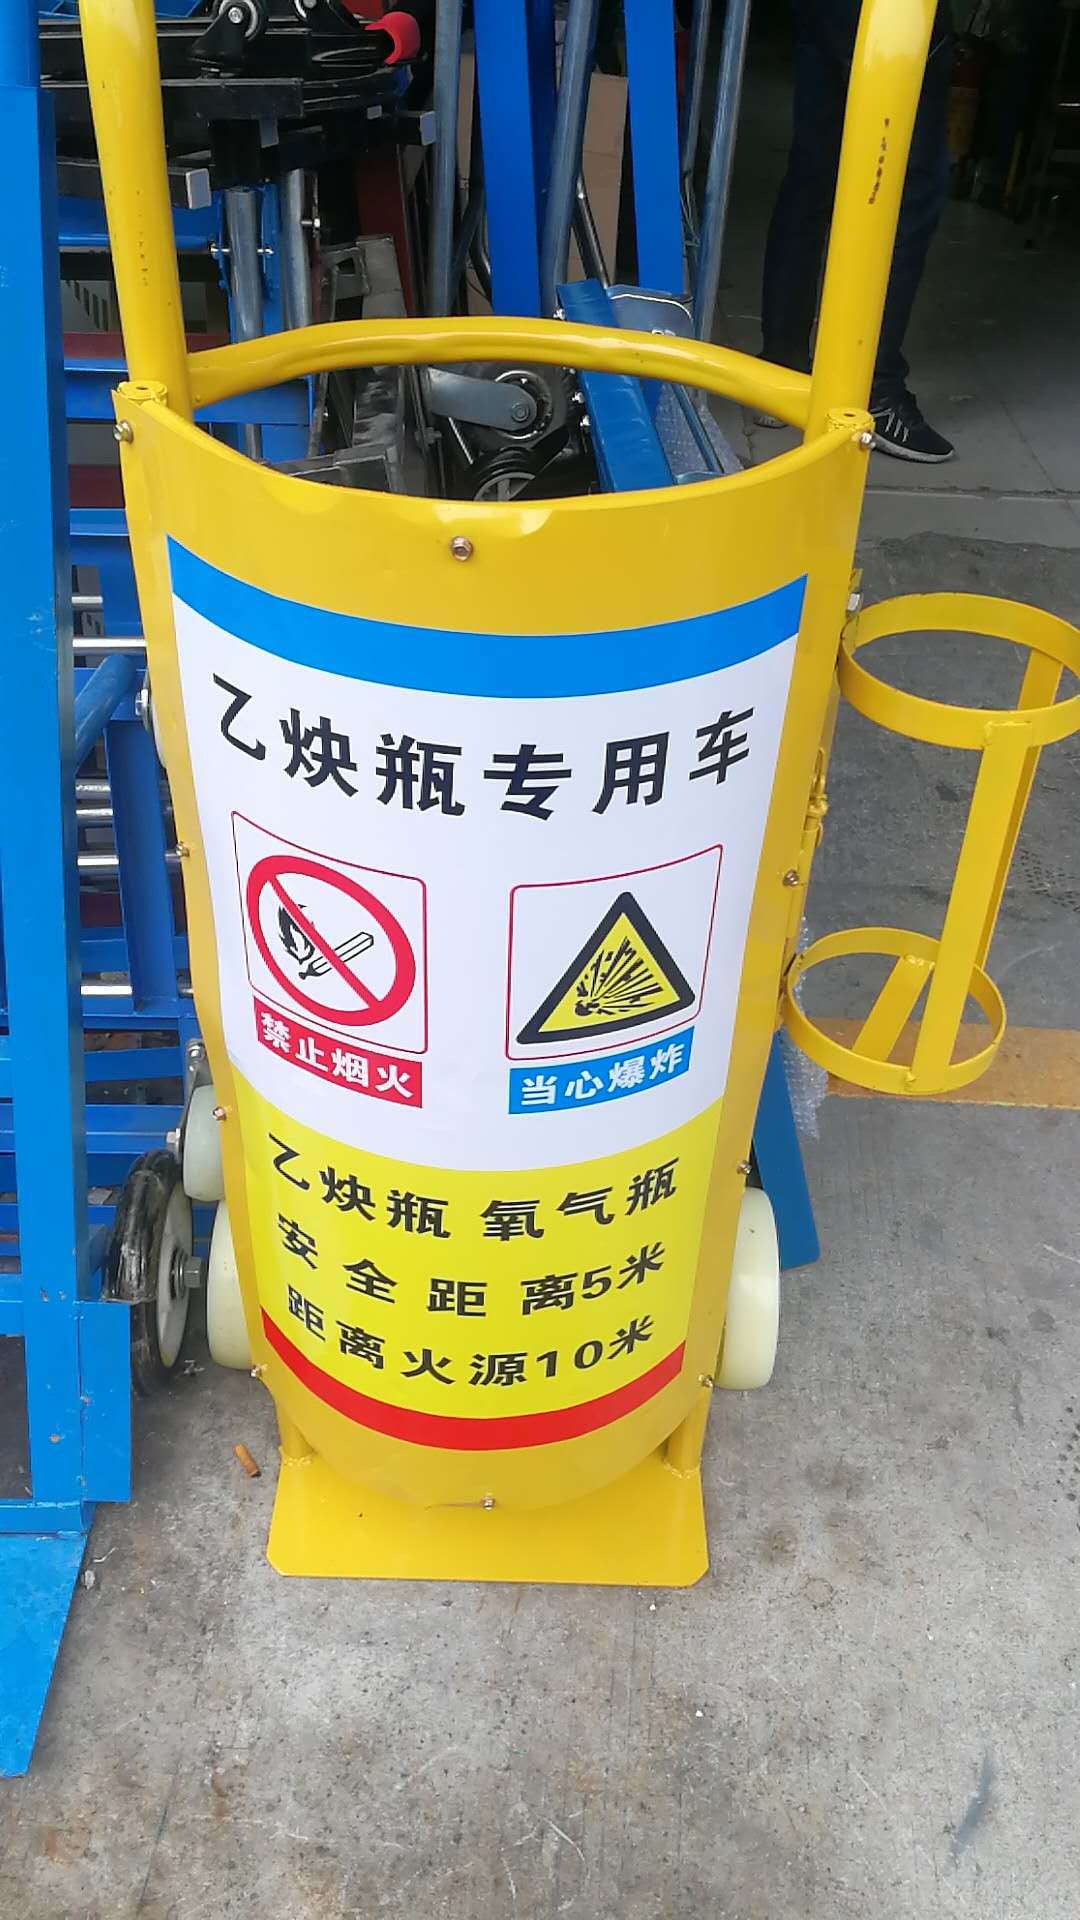 乙炔瓶专用车
禁止烟火
当心爆炸
乙炔瓶 氧气瓶
安全距离5米
距离火源10米